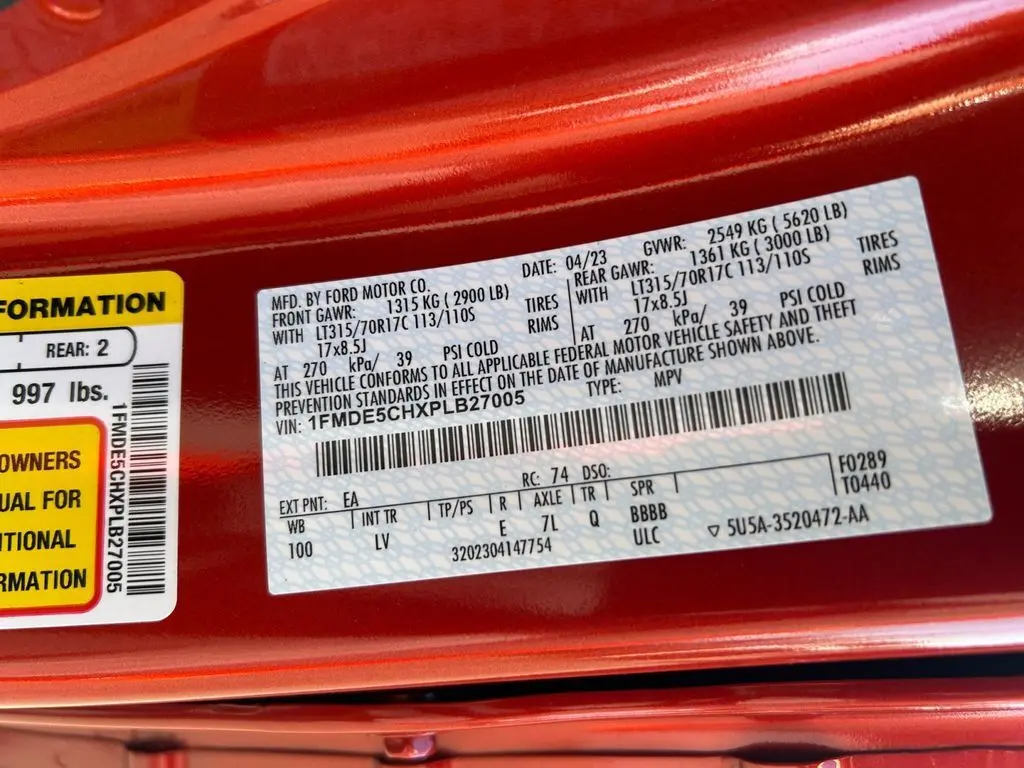 FORMATION
REAR: 2
997 lbs.
OWNERS
UAL FOR
ITIONAL
RMATION
1FMDE5CHXPLB27005
MFD. BY FORD MOTOR CO.
DATE: 04/23 GVWR: 2549 KG ( 5620 LB)
FRONT GAWR: 1315 KG ( 2900 LB) REAR GAWR: 1361 KG ( 3000 LB)
WITH LT315/70R17C 113/110S TIRES WITH LT315/70R17C 113/110S TIRES
17x8.5J RIMS 17x8.5J RIMS
AT 270 kPa/ 39 PSI COLD AT 270 kPa/ 39 PSI COLD
THIS VEHICLE CONFORMS TO ALL APPLICABLE FEDERAL MOTOR VEHICLE SAFETY AND THEFT
PREVENTION STANDARDS IN EFFECT ON THE DATE OF MANUFACTURE SHOWN ABOVE.
VIN: 1FMDE5CHXPLB27005 TYPE: MPV
EXT PNT: EA RC: 74 DSO: F0289
WB INT TR TP/PS R AXLE TR SPR T0440
100 LV E 7L Q BBBB
3202304147754 ULC ▽ 5U5A-3520472-AA